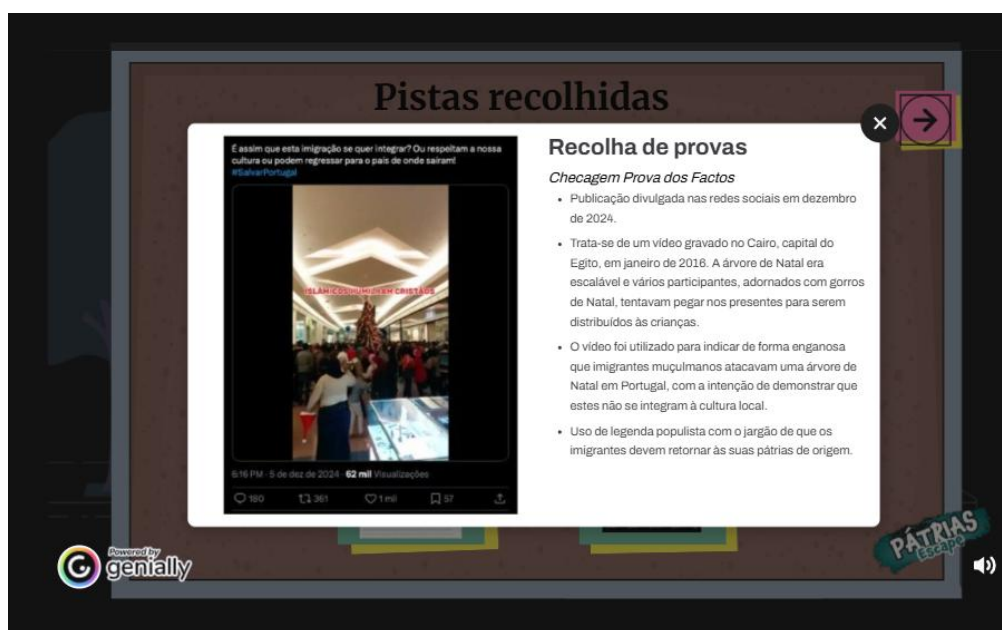 Pistas recolhidas
É assim que esta imigração se quer integrar? Ou respeitam a nossa
cultura ou podem regressar para o país de onde saíram!
#SalvarPortugal
ISLÂMICOS HUMILHAM CRISTÃOS
6:16 PM · 5 de dez de 2024 · 62 mil Visualizações
180 361 1 mil 57
Recolha de provas
Checagem Prova dos Factos
• Publicação divulgada nas redes sociais em dezembro
de 2024.
• Trata-se de um vídeo gravado no Cairo, capital do
Egito, em janeiro de 2016. A árvore de Natal era
escalável e vários participantes, adornados com gorros
de Natal, tentavam pegar nos presentes para serem
distribuídos às crianças.
• O vídeo foi utilizado para indicar de forma enganosa
que imigrantes muçulmanos atacavam uma árvore de
Natal em Portugal, com a intenção de demonstrar que
estes não se integram à cultura local.
• Uso de legenda populista com o jargão de que os
imigrantes devem retornar às suas pátrias de origem.
Powered by
genially
PÁTRIAS
Escape